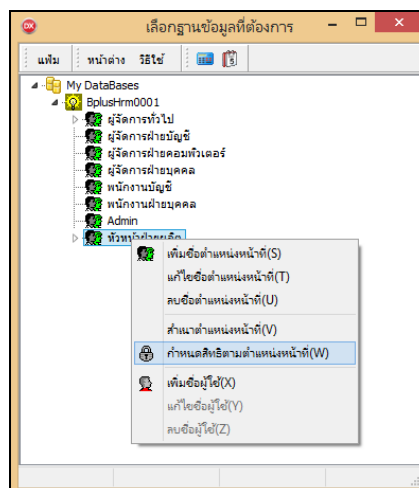 เลือกฐานข้อมูลที่ต้องการ
แฟ้ม หน้าต่าง วิธีใช้
My DataBases
BplusHrm0001
ผู้จัดการทั่วไป
ผู้จัดการฝ่ายบัญชี
ผู้จัดการฝ่ายคอมพิวเตอร์
ผู้จัดการฝ่ายบุคคล
พนักงานบัญชี
พนักงานฝ่ายบุคคล
Admin
หัวหน้าฝ่ายผลิต
เพิ่มชื่อตำแหน่งหน้าที่(S)
แก้ไขชื่อตำแหน่งหน้าที่(T)
ลบชื่อตำแหน่งหน้าที่(U)
สำเนาตำแหน่งหน้าที่(V)
กำหนดสิทธิตามตำแหน่งหน้าที่(W)
เพิ่มชื่อผู้ใช้(X)
แก้ไขชื่อผู้ใช้(Y)
ลบชื่อผู้ใช้(Z)